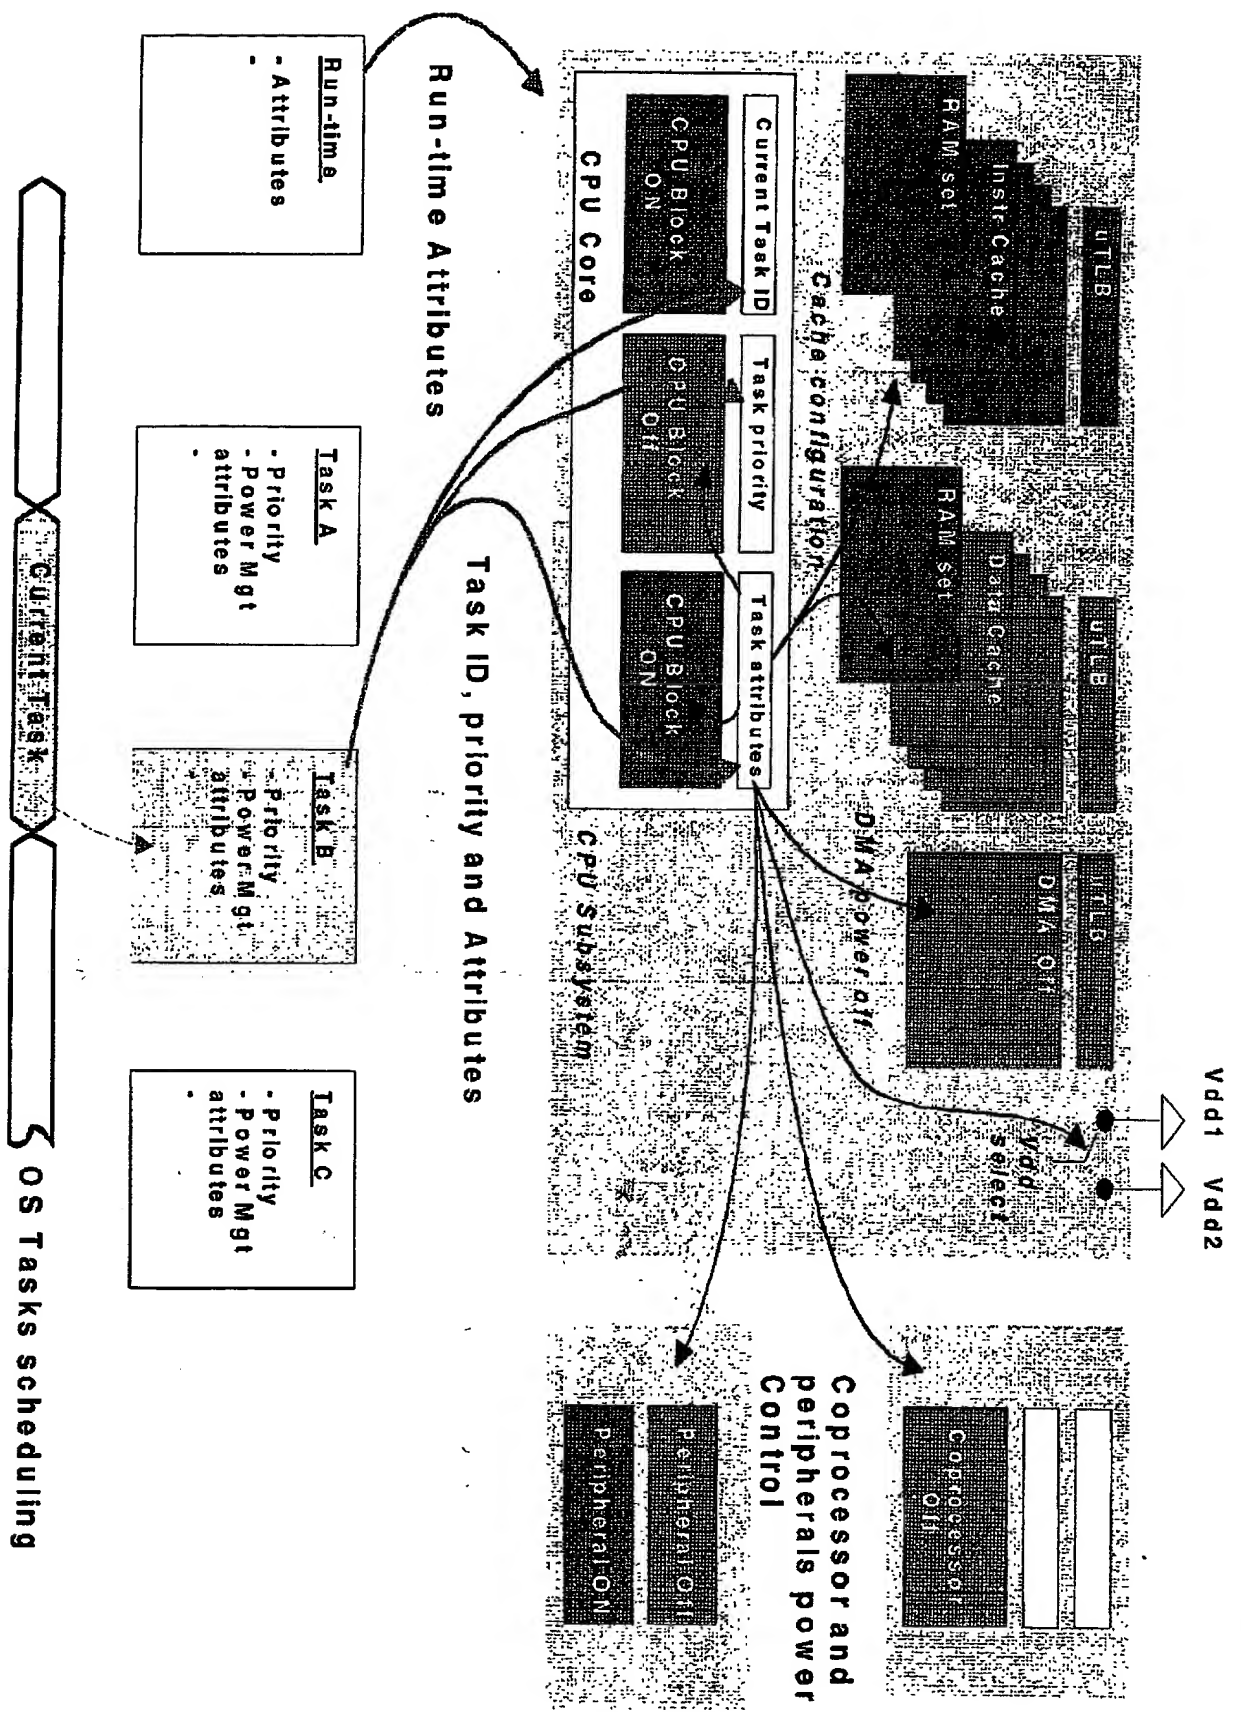 Vdd1 Vdd2
uTLB
Instr Cache
RAM set
uTLB
Data Cache
RAM set
uTLB
DMA Off
Vdd
select
Cache configuration
DMA power off
Current Task ID
Task priority
Task attributes
CPU Block
ON
CPU Block
Off
CPU Block
ON
CPU Core
CPU Subsystem
Coprocessor
Off
Coprocessor and
peripherals power
Control
Peripheral Off
Peripheral ON
Run-time Attributes
Task ID, priority and Attributes
Run-time
- Attributes
-
Task A
- Priority
- Power Mgt
attributes
-
Task B
- Priority
- Power Mgt
attributes
-
Task C
- Priority
- Power Mgt
attributes
-
Current Task
OS Tasks scheduling